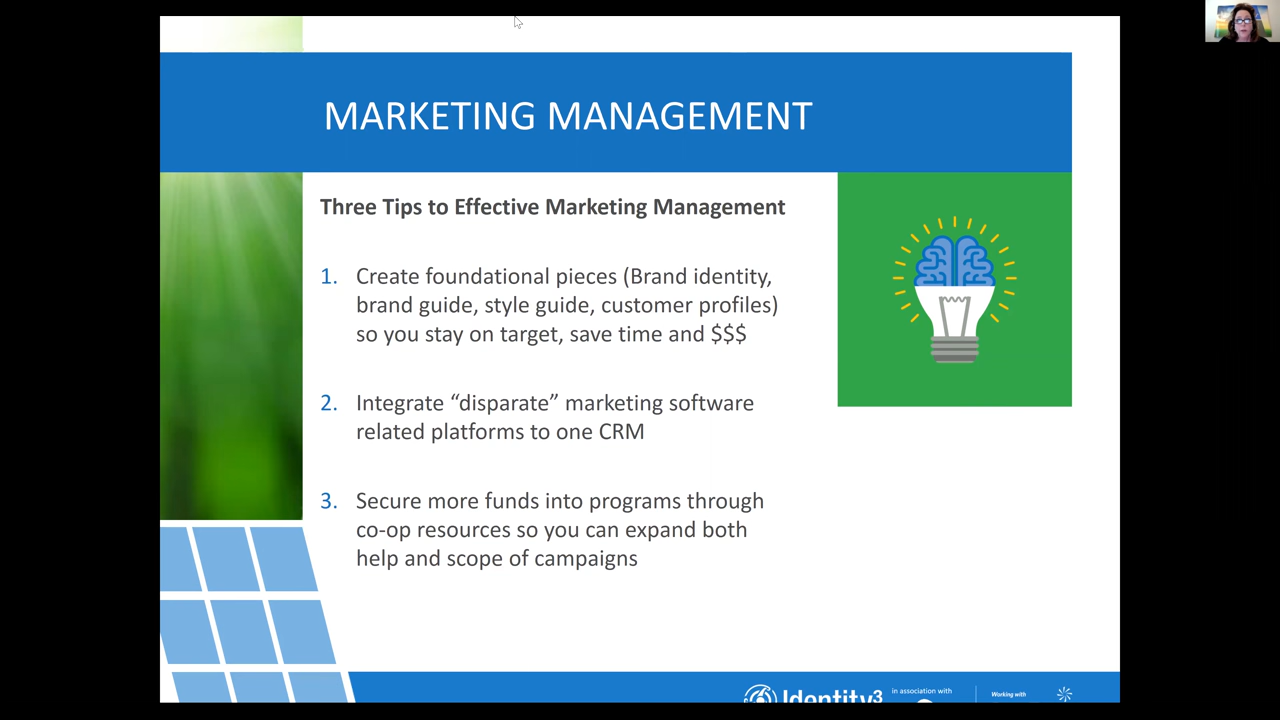 MARKETING MANAGEMENT
Three Tips to Effective Marketing Management
1. Create foundational pieces (Brand identity,
brand guide, style guide, customer profiles)
so you stay on target, save time and $$$
2. Integrate “disparate” marketing software
related platforms to one CRM
3. Secure more funds into programs through
co-op resources so you can expand both
help and scope of campaigns
Identity3
in association with
Working with